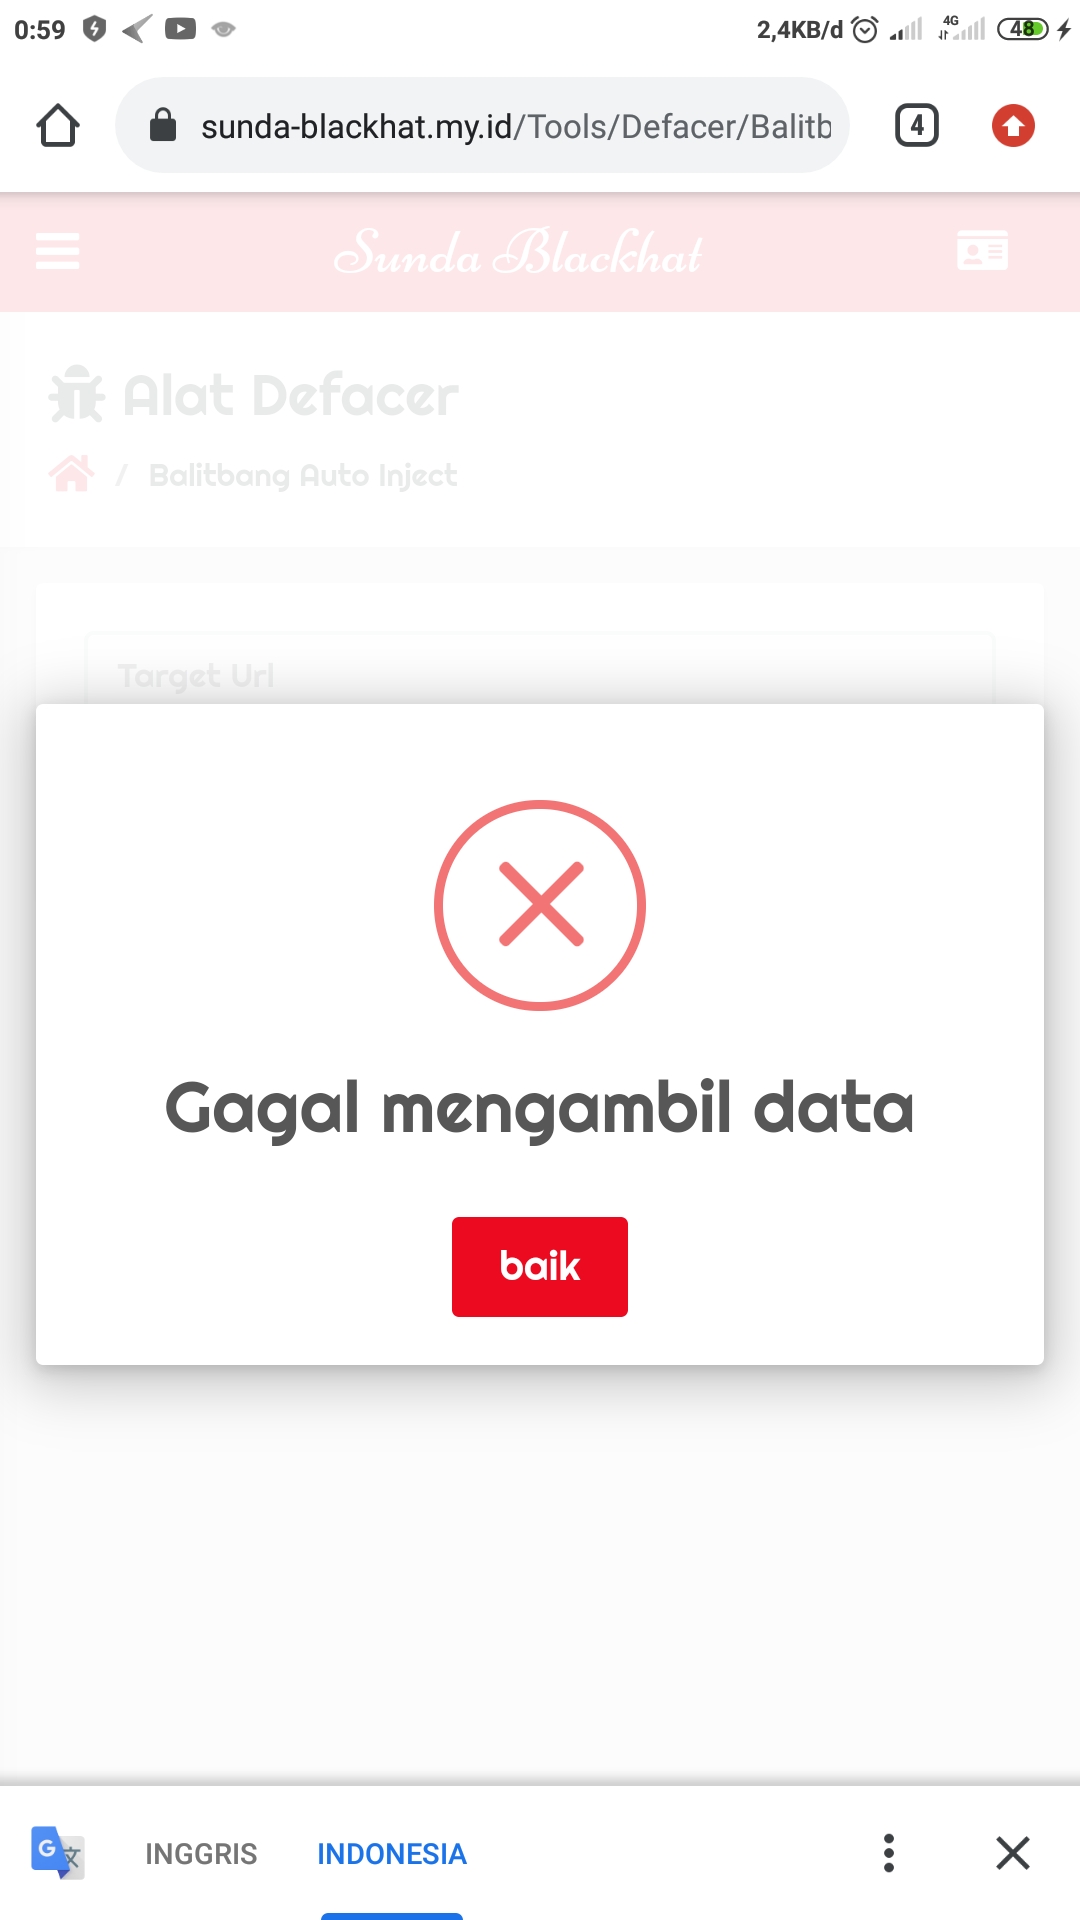 0:59 2,4KB/d 4G 48
sunda-blackhat.my.id/Tools/Defacer/Balitb 4
Sunda Blackhat
Alat Defacer
/ Balitbang Auto Inject
Target Url
Gagal mengambil data
baik
G 文 INGGRIS INDONESIA